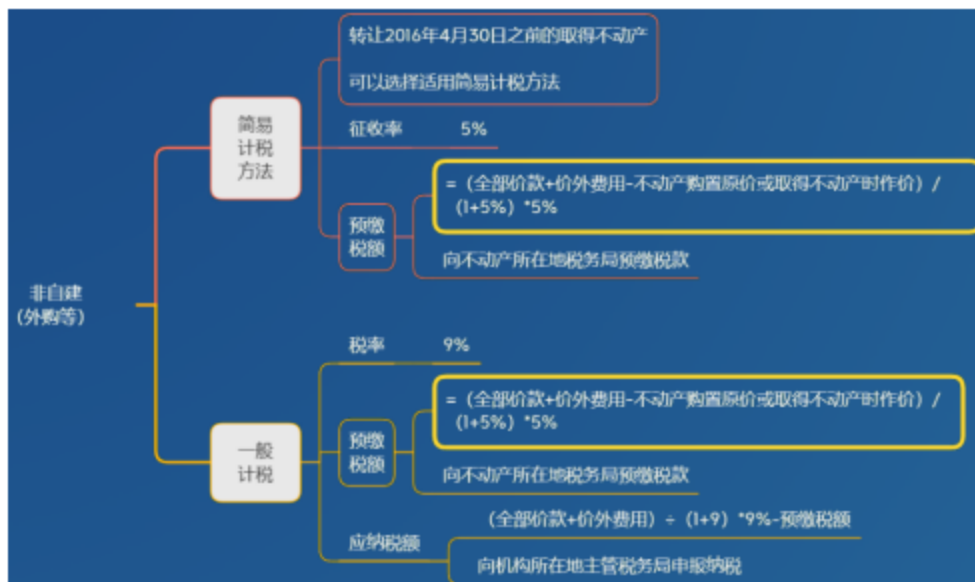 非自建
(外购等)
简易
计税
方法
转让2016年4月30日之前的取得不动产
可以选择适用简易计税方法
征收率 5%
预缴
税额
= (全部价款+价外费用-不动产购置原价或取得不动产时作价) /
(1+5%) *5%
向不动产所在地税务局预缴税款
一般
计税
税率 9%
预缴
税额
= (全部价款+价外费用-不动产购置原价或取得不动产时作价) /
(1+5%) *5%
向不动产所在地税务局预缴税款
应纳税额
(全部价款+价外费用) ÷ (1+9) *9%-预缴税额
向机构所在地主管税务局申报纳税